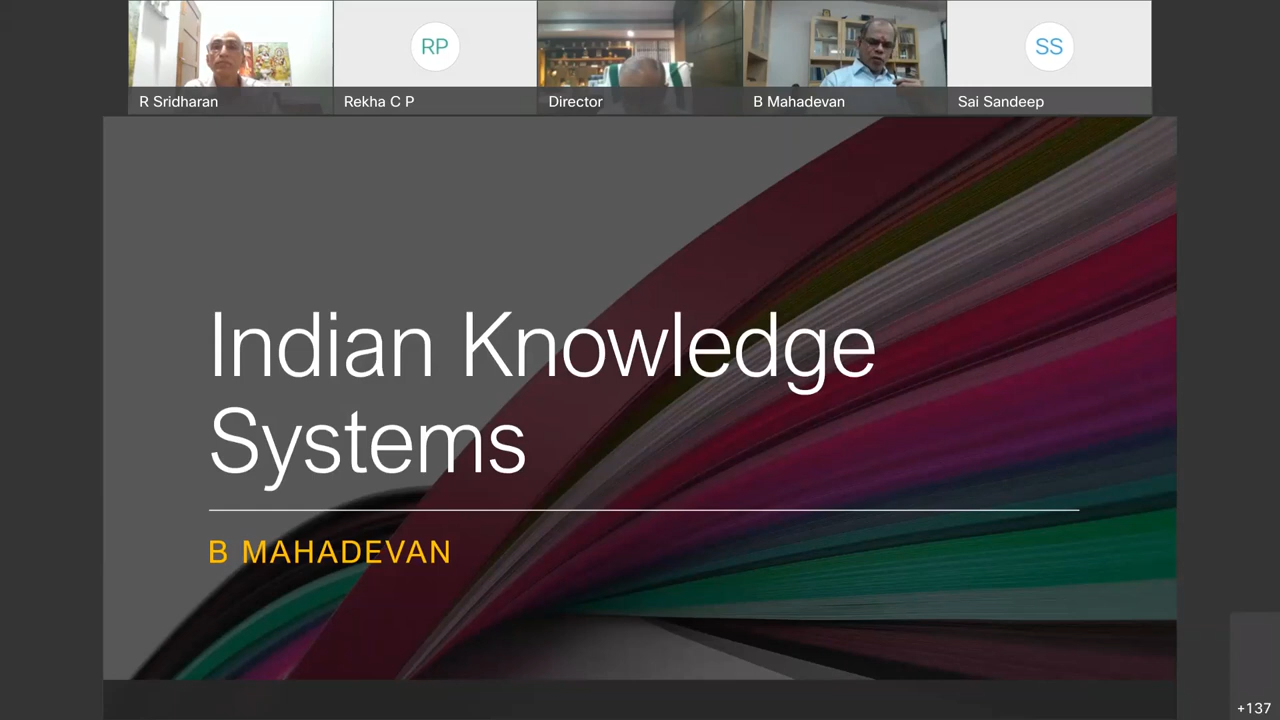 RP
SS
R Sridharan
Rekha C P
Director
B Mahadevan
Sai Sandeep
Indian Knowledge
Systems
B MAHADEVAN
+137